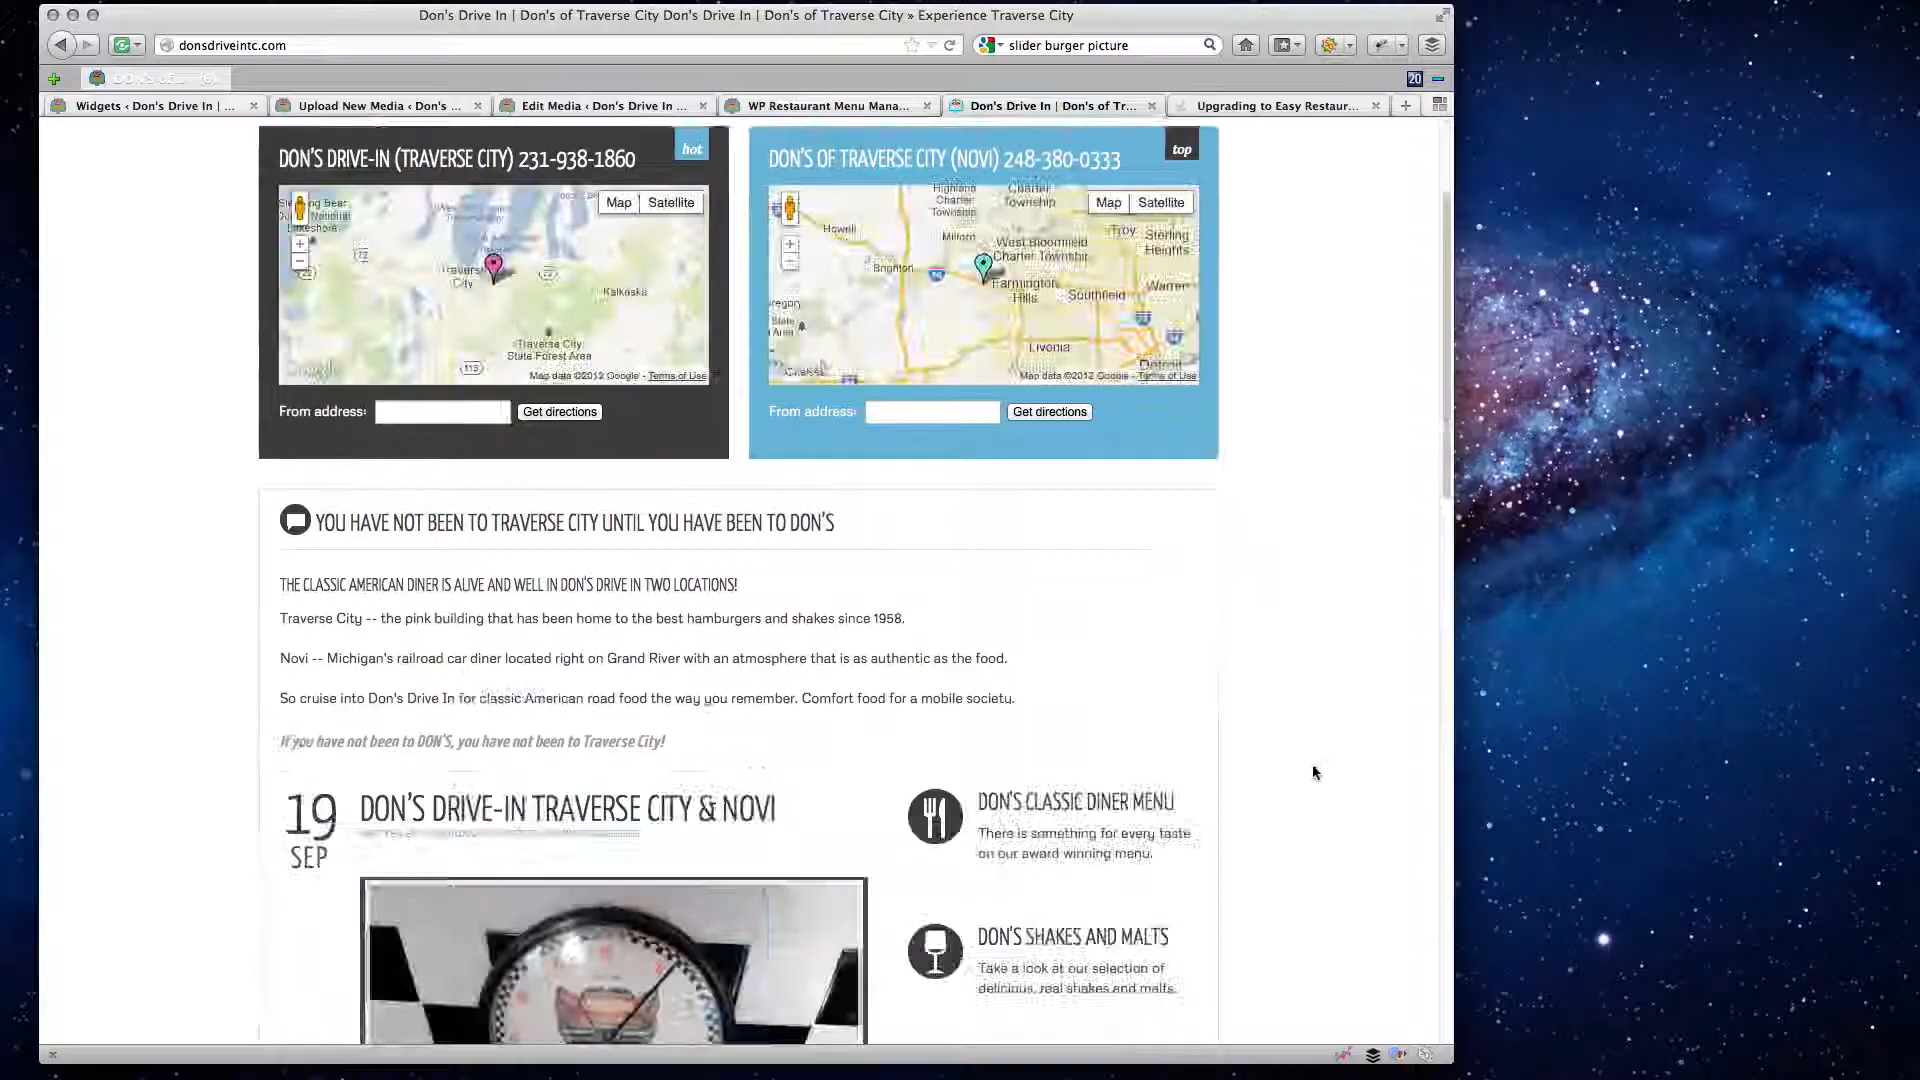 Don's Drive In | Don's of Traverse City Don's Drive In | Don's of Traverse City » Experience Traverse City
donsdriveintc.com
slider burger picture
DON'S of
20
Widgets ‹ Don's Drive In | ...
Upload New Media ‹ Don's ...
Edit Media ‹ Don's Drive In ...
WP Restaurant Menu Mana...
Don's Drive In | Don's of Tr...
Upgrading to Easy Restaur...
DON'S DRIVE-IN (TRAVERSE CITY) 231-938-1860
hot
Map Satellite
Kalkaska
Traverse City
State Forest Area
115
Map data ©2012 Google - Terms of Use
From address: Get directions
DON'S OF TRAVERSE CITY (NOVI) 248-380-0333
top
Map Satellite
Highland
Charter
Township
Charter
Township
Howell
Milford
Troy
Sterling
Heights
West Bloomfield
Charter Township
Brighton
Farmington
Hills
Southfield
Warren
Livonia
Detroit
Map data ©2012 Google - Terms of Use
From address: Get directions
YOU HAVE NOT BEEN TO TRAVERSE CITY UNTIL YOU HAVE BEEN TO DON'S
THE CLASSIC AMERICAN DINER IS ALIVE AND WELL IN DON'S DRIVE IN TWO LOCATIONS!
Traverse City -- the pink building that has been home to the best hamburgers and shakes since 1958.
Novi -- Michigan's railroad car diner located right on Grand River with an atmosphere that is as authentic as the food.
So cruise into Don's Drive In for classic American road food the way you remember. Comfort food for a mobile society.
If you have not been to DON'S, you have not been to Traverse City!
19
SEP
DON'S DRIVE-IN TRAVERSE CITY & NOVI
DON'S CLASSIC DINER MENU
There is something for every taste
on our award winning menu.
DON'S SHAKES AND MALTS
Take a look at our selection of
delicious, real shakes and malts.